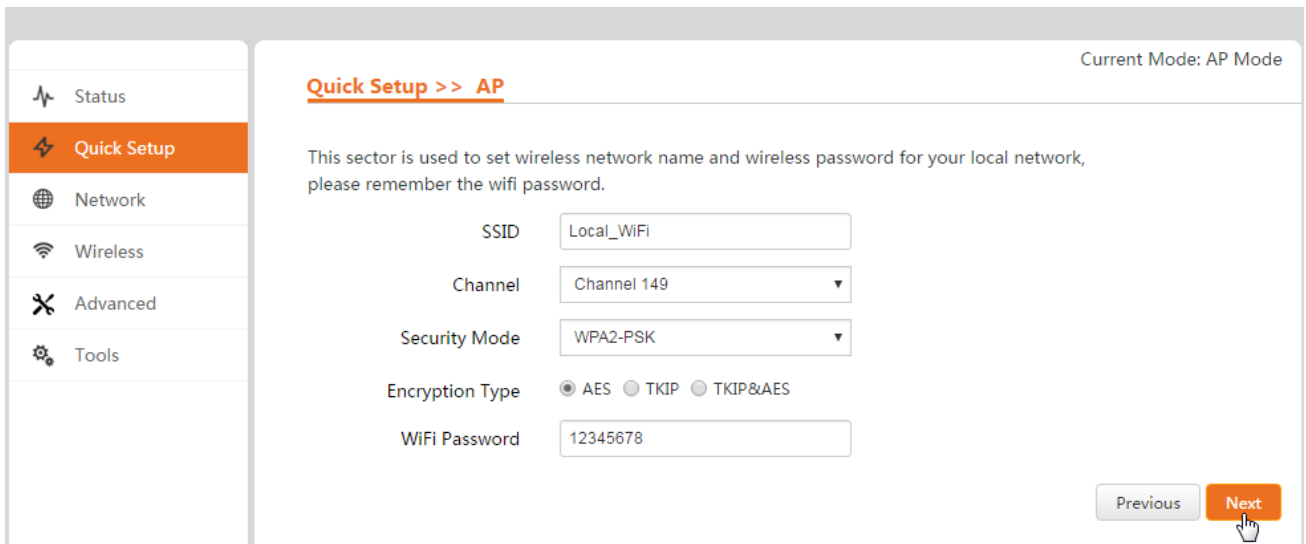 Current Mode: AP Mode
Status
Quick Setup
Network
Wireless
Advanced
Tools
Quick Setup >> AP
This sector is used to set wireless network name and wireless password for your local network,
please remember the wifi password.
SSID Local_WiFi
Channel Channel 149
Security Mode WPA2-PSK
Encryption Type AES TKIP TKIP&AES
WiFi Password 12345678
Previous Next